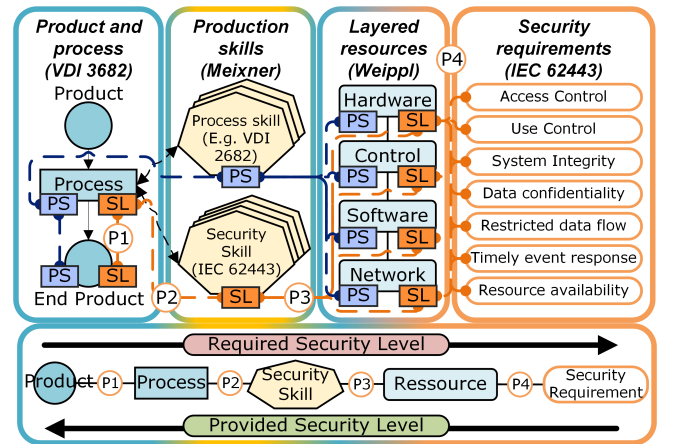 Product and
process
(VDI 3682)
Product
Process
PS
SL
P1
PS
SL
End Product
Production
skills
(Meixner)
Process skill
(E.g. VDI
2682)
PS
Security
Skill
(IEC 62443)
P2
SL
P3
Layered
resources
(Weippl)
Hardware
PS
SL
Control
PS
SL
Software
PS
SL
Network
PS
SL
P4
Security
requirements
(IEC 62443)
Access Control
Use Control
System Integrity
Data confidentiality
Restricted data flow
Timely event response
Resource availability
Required Security Level
Product
P1
Process
P2
Security
Skill
P3
Ressource
P4
Security
Requirement
Provided Security Level